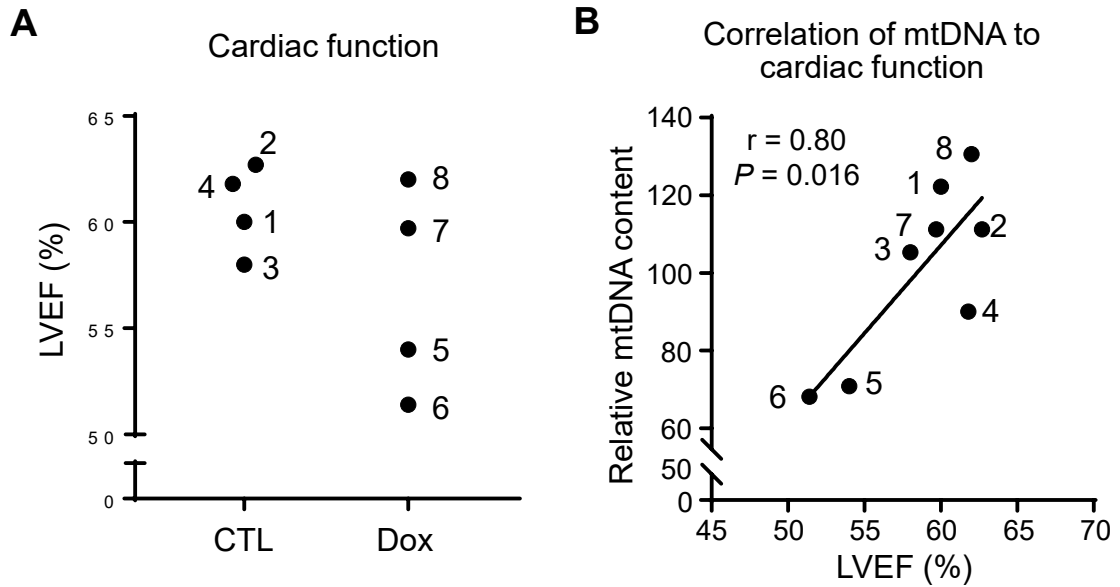 A
Cardiac function
65
60
55
50
0
LVEF (%)
2
4
1
3
8
7
5
6
CTL Dox
B
Correlation of mtDNA to
cardiac function
r = 0.80
P = 0.016
140
120
100
80
60
50
0
Relative mtDNA content
8
1
7
2
3
4
6
5
45 50 55 60 65 70
LVEF (%)